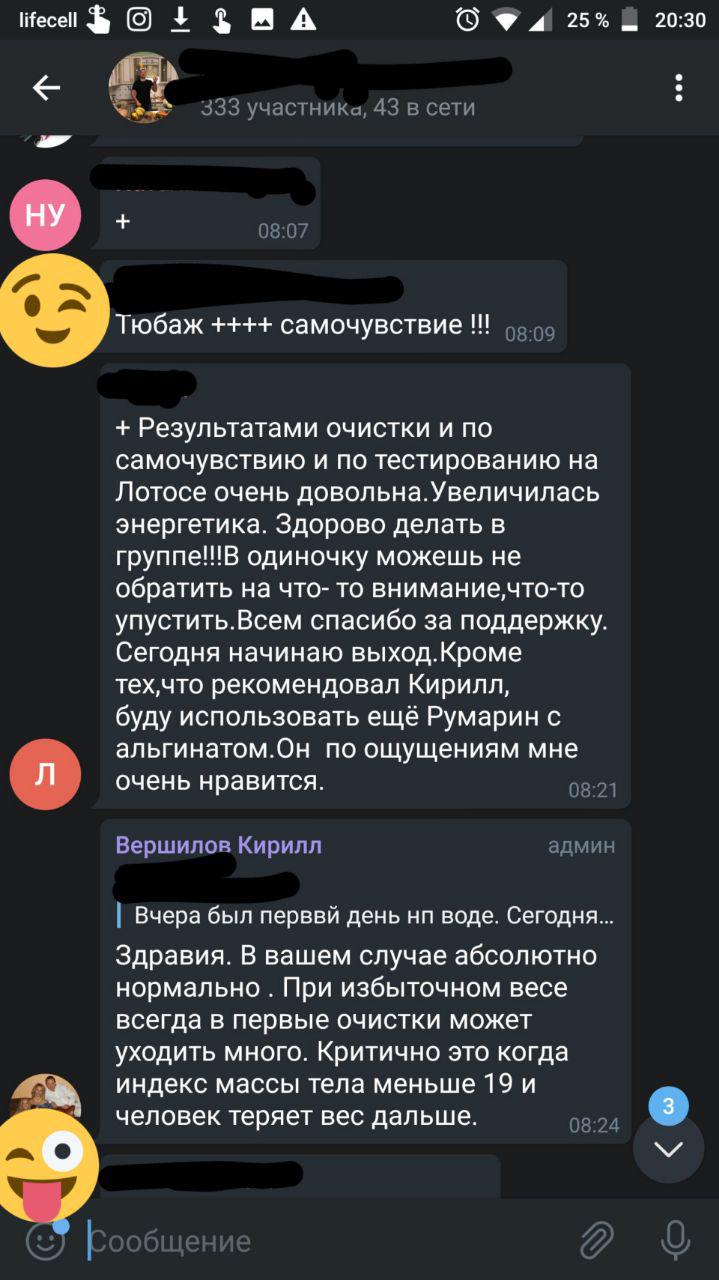 lifecell
25 %
20:30
333 участника, 43 в сети
НУ
+
08:07
Тюбаж ++++ самочувствие !!!
08:09
+ Результатами очистки и по
самочувствию и по тестированию на
Лотосе очень довольна.Увеличилась
энергетика. Здорово делать в
группе!!!В одиночку можешь не
обратить на что- то внимание,что-то
упустить.Всем спасибо за поддержку.
Сегодня начинаю выход.Кроме
тех,что рекомендовал Кирилл,
буду использовать ещё Румарин с
альгинатом.Он по ощущениям мне
очень нравится.
08:21
Л
Вершилов Кирилл
админ
Вчера был перввй день нп воде. Сегодня...
Здравия. В вашем случае абсолютно
нормально . При избыточном весе
всегда в первые очистки может
уходить много. Критично это когда
индекс массы тела меньше 19 и
человек теряет вес дальше.
08:24
3
Сообщение